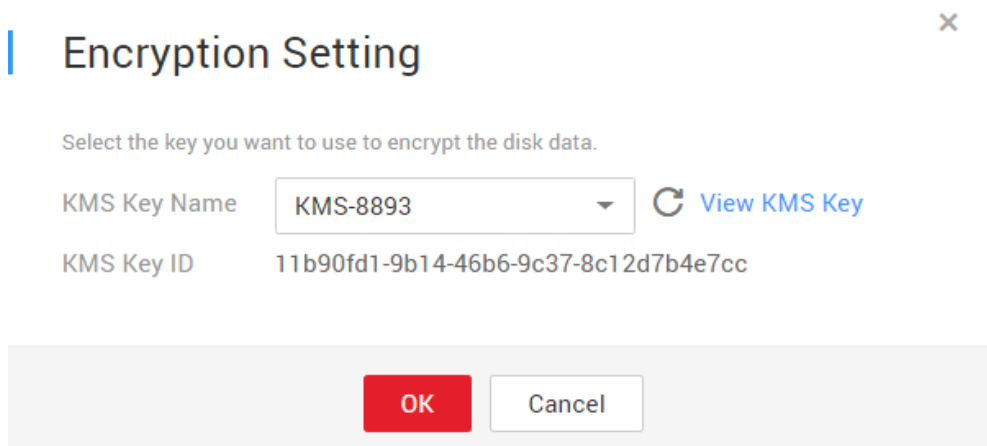 Encryption Setting
Select the key you want to use to encrypt the disk data.
KMS Key Name KMS-8893 View KMS Key
KMS Key ID 11b90fd1-9b14-46b6-9c37-8c12d7b4e7cc
OK Cancel